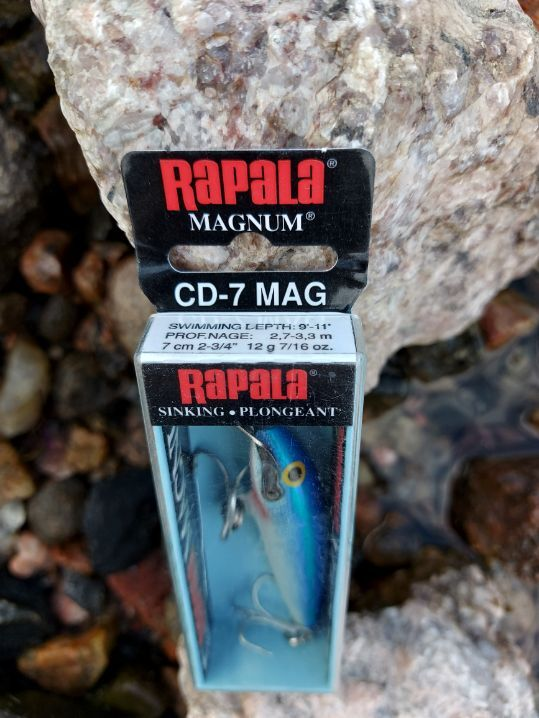 RAPALA®
MAGNUM®
CD-7 MAG
SWIMMING DEPTH: 9'-11'
PROF.NAGE: 2,7-3,3 m
7 cm 2-3/4" 12 g 7/16 oz.
RAPALA®
SINKING • PLONGEANT